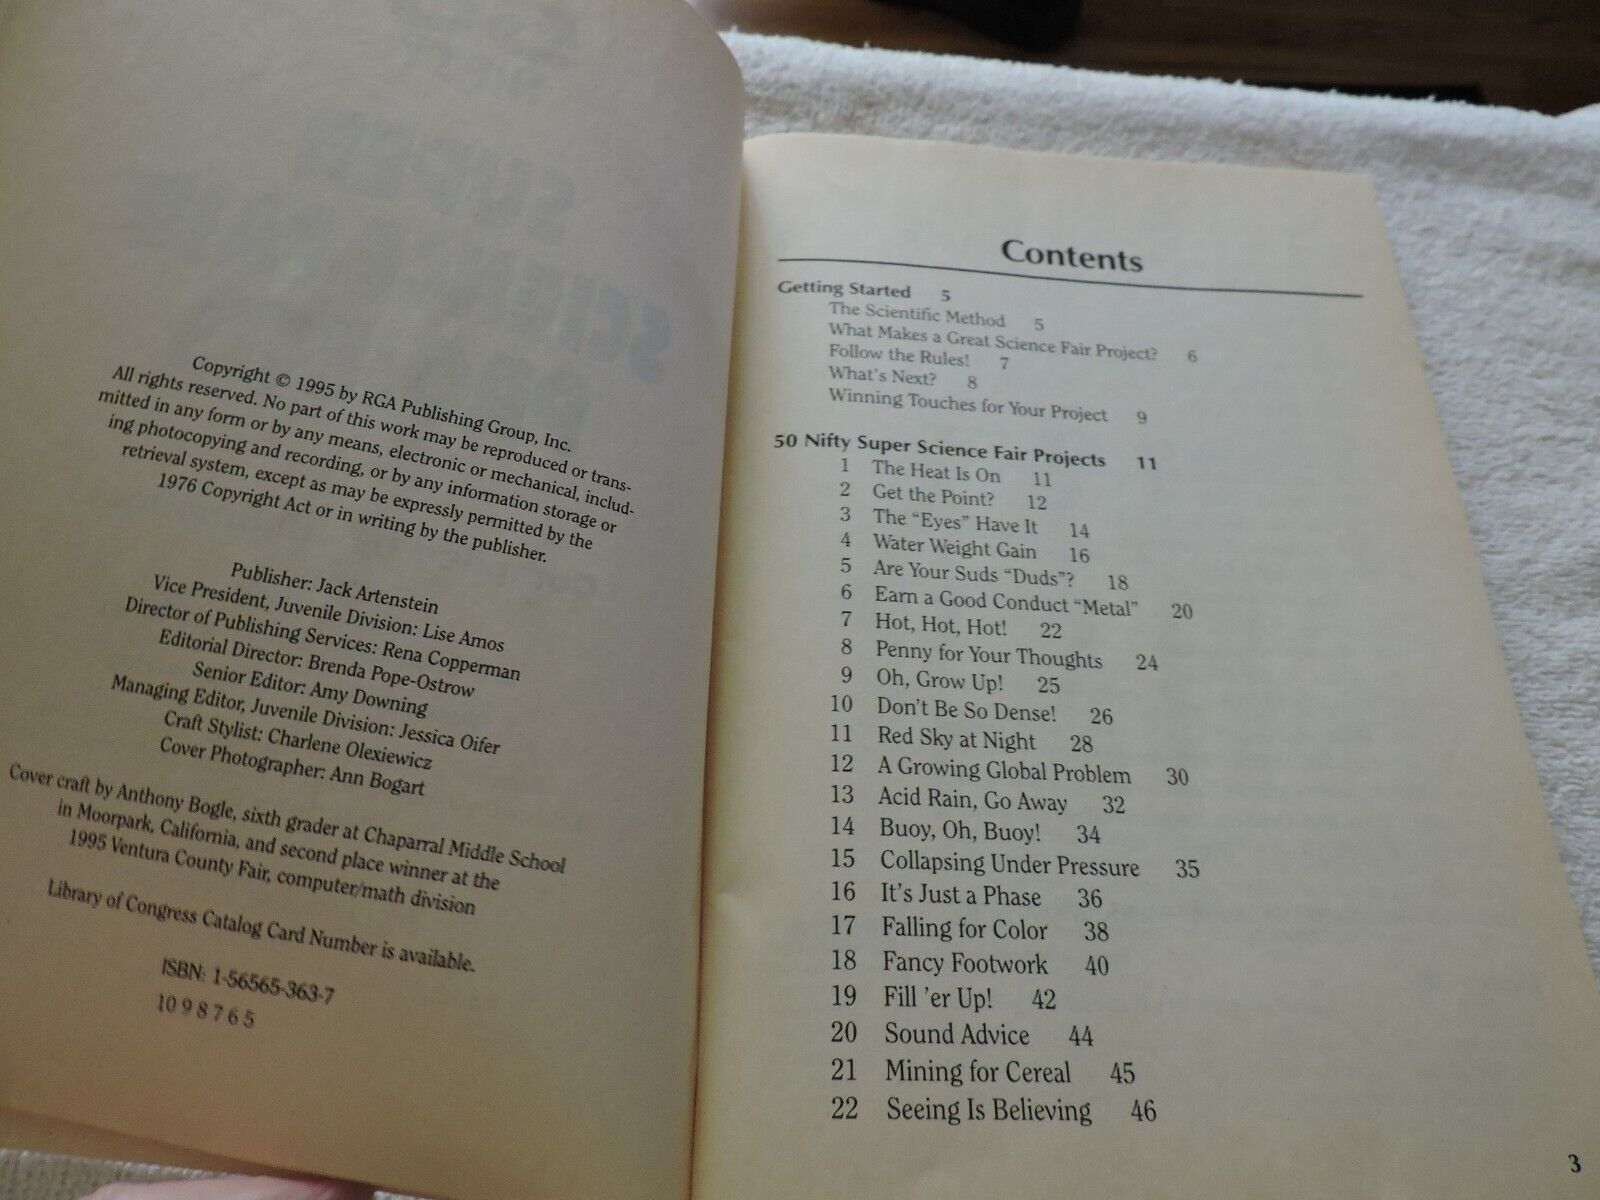 Copyright © 1995 by RGA Publishing Group, Inc.
All rights reserved. No part of this work may be reproduced or trans-
mitted in any form or by any means, electronic or mechanical, includ-
ing photocopying and recording, or by any information storage or
retrieval system, except as may be expressly permitted by the
1976 Copyright Act or in writing by the publisher.
Publisher: Jack Artenstein
Vice President, Juvenile Division: Lise Amos
Director of Publishing Services: Rena Copperman
Editorial Director: Brenda Pope-Ostrow
Senior Editor: Amy Downing
Managing Editor, Juvenile Division: Jessica Oifer
Craft Stylist: Charlene Olexiewicz
Cover Photographer: Ann Bogart
Cover craft by Anthony Bogle, sixth grader at Chaparral Middle School
in Moorpark, California, and second place winner at the
1995 Ventura County Fair, computer/math division
Library of Congress Catalog Card Number is available.
ISBN: 1-56565-363-7
10 9 8 7 6 5
Contents
Getting Started 5
The Scientific Method 5
What Makes a Great Science Fair Project? 6
Follow the Rules! 7
What's Next? 8
Winning Touches for Your Project 9
50 Nifty Super Science Fair Projects 11
1 The Heat Is On 11
2 Get the Point? 12
3 The "Eyes" Have It 14
4 Water Weight Gain 16
5 Are Your Suds "Duds"? 18
6 Earn a Good Conduct "Metal" 20
7 Hot, Hot, Hot! 22
8 Penny for Your Thoughts 24
9 Oh, Grow Up! 25
10 Don't Be So Dense! 26
11 Red Sky at Night 28
12 A Growing Global Problem 30
13 Acid Rain, Go Away 32
14 Buoy, Oh, Buoy! 34
15 Collapsing Under Pressure 35
16 It's Just a Phase 36
17 Falling for Color 38
18 Fancy Footwork 40
19 Fill 'er Up! 42
20 Sound Advice 44
21 Mining for Cereal 45
22 Seeing Is Believing 46
3